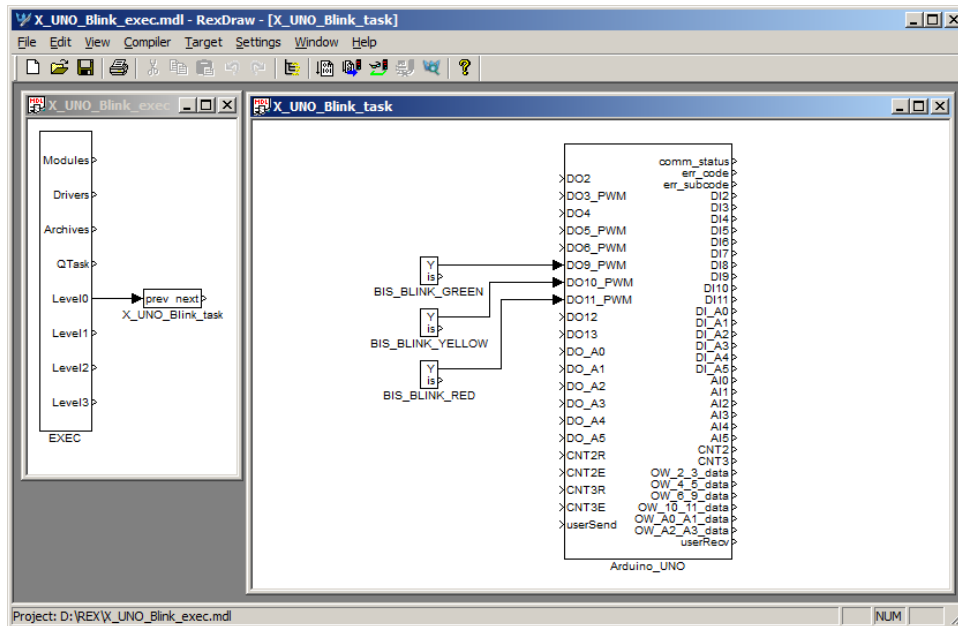 X_UNO_Blink_exec.mdl - RexDraw - [X_UNO_Blink_task]
File Edit View Compiler Target Settings Window Help
X_UNO_Blink_exec
Modules
Drivers
Archives
QTask
Level0
prev next
X_UNO_Blink_task
Level1
Level2
Level3
EXEC
X_UNO_Blink_task
Y
is
BIS_BLINK_GREEN
Y
is
BIS_BLINK_YELLOW
Y
is
BIS_BLINK_RED
DO2
DO3_PWM
DO4
DO5_PWM
DO6_PWM
DO9_PWM
DO10_PWM
DO11_PWM
DO12
DO13
DO_A0
DO_A1
DO_A2
DO_A3
DO_A4
DO_A5
CNT2R
CNT2E
CNT3R
CNT3E
userSend
comm_status
err_code
err_subcode
DI2
DI3
DI4
DI5
DI6
DI7
DI8
DI9
DI10
DI11
DI_A0
DI_A1
DI_A2
DI_A3
DI_A4
DI_A5
AI0
AI1
AI2
AI3
AI4
AI5
CNT2
CNT3
OW_2_3_data
OW_4_5_data
OW_6_9_data
OW_10_11_data
OW_A0_A1_data
OW_A2_A3_data
userRecv
Arduino_UNO
Project: D:\REX\X_UNO_Blink_exec.mdl
NUM